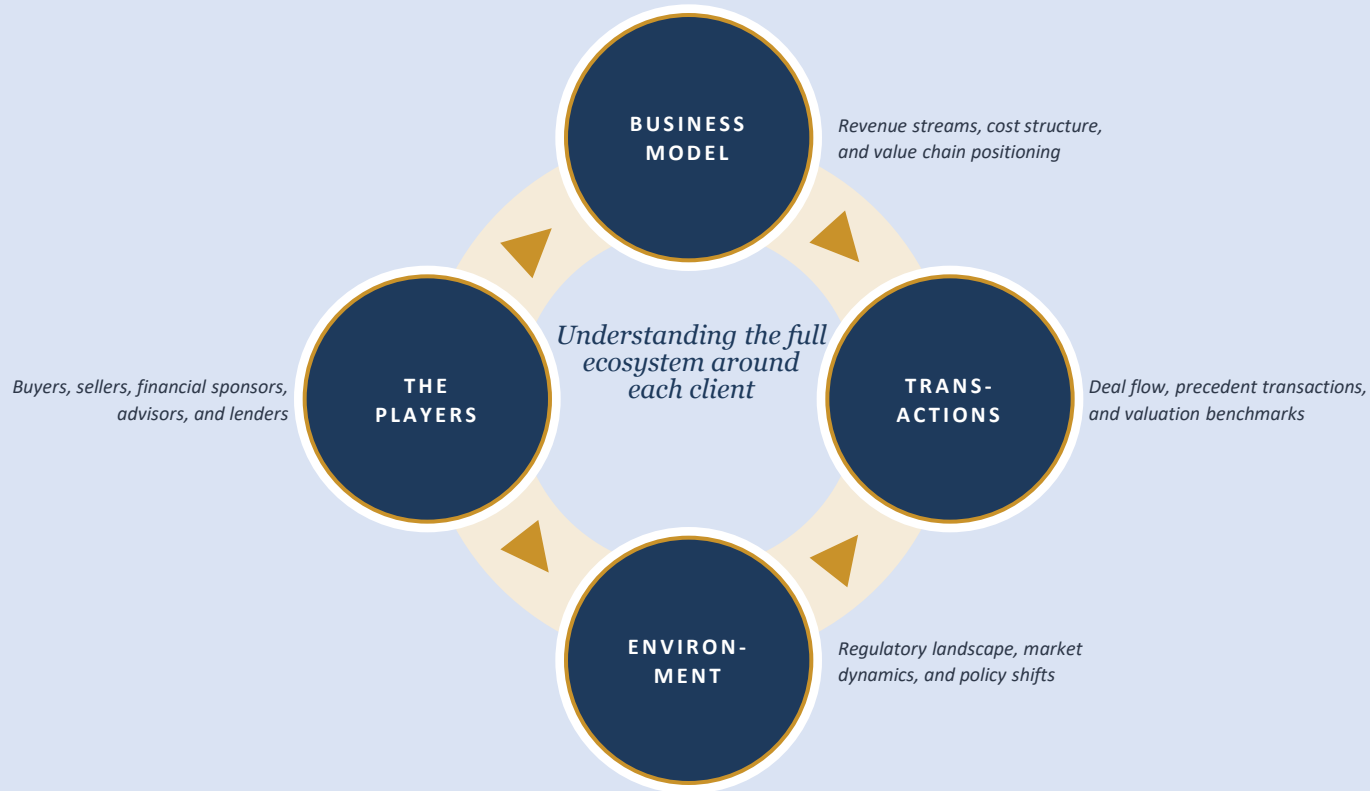 BUSINESS
MODEL
Revenue streams, cost structure,
and value chain positioning
Understanding the full
ecosystem around
each client
Buyers, sellers, financial sponsors,
advisors, and lenders
THE
PLAYERS
TRANS-
ACTIONS
Deal flow, precedent transactions,
and valuation benchmarks
ENVIRON-
MENT
Regulatory landscape, market
dynamics, and policy shifts